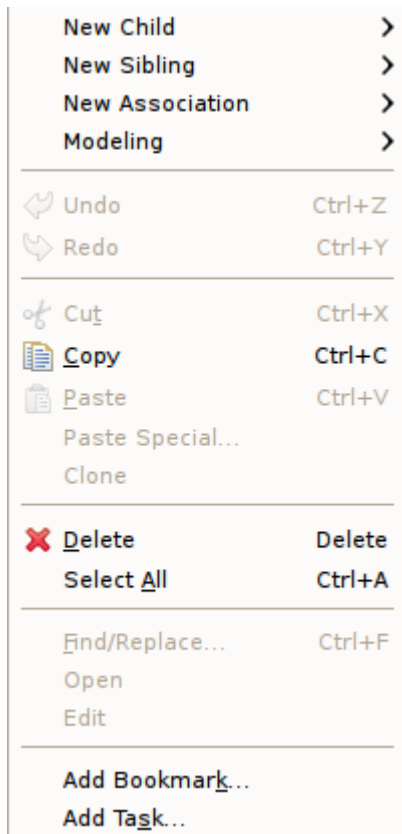 New Child
New Sibling
New Association
Modeling
Undo Ctrl+Z
Redo Ctrl+Y
Cut Ctrl+X
Copy Ctrl+C
Paste Ctrl+V
Paste Special...
Clone
Delete Delete
Select All Ctrl+A
Find/Replace... Ctrl+F
Open
Edit
Add Bookmark...
Add Task...